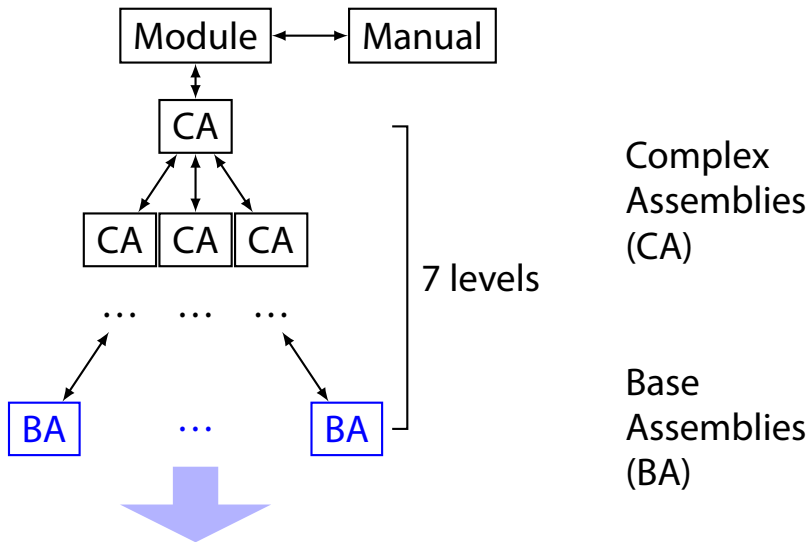 Module Manual
CA
CA CA CA
... ... ...
BA ... BA
7 levels
Complex
Assemblies
(CA)
Base
Assemblies
(BA)